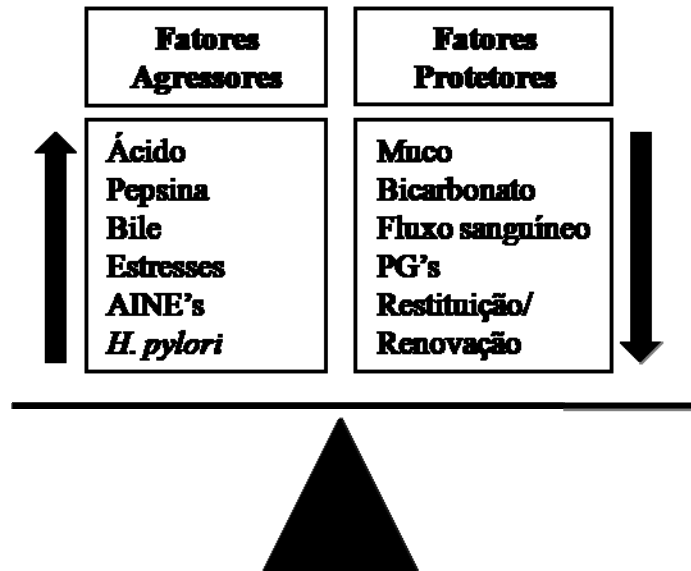 Fatores
Agressores
Ácido
Pepsina
Bile
Estresses
AINE's
H. pylori
Fatores
Protetores
Muco
Bicarbonato
Fluxo sanguíneo
PG's
Restituição/
Renovação